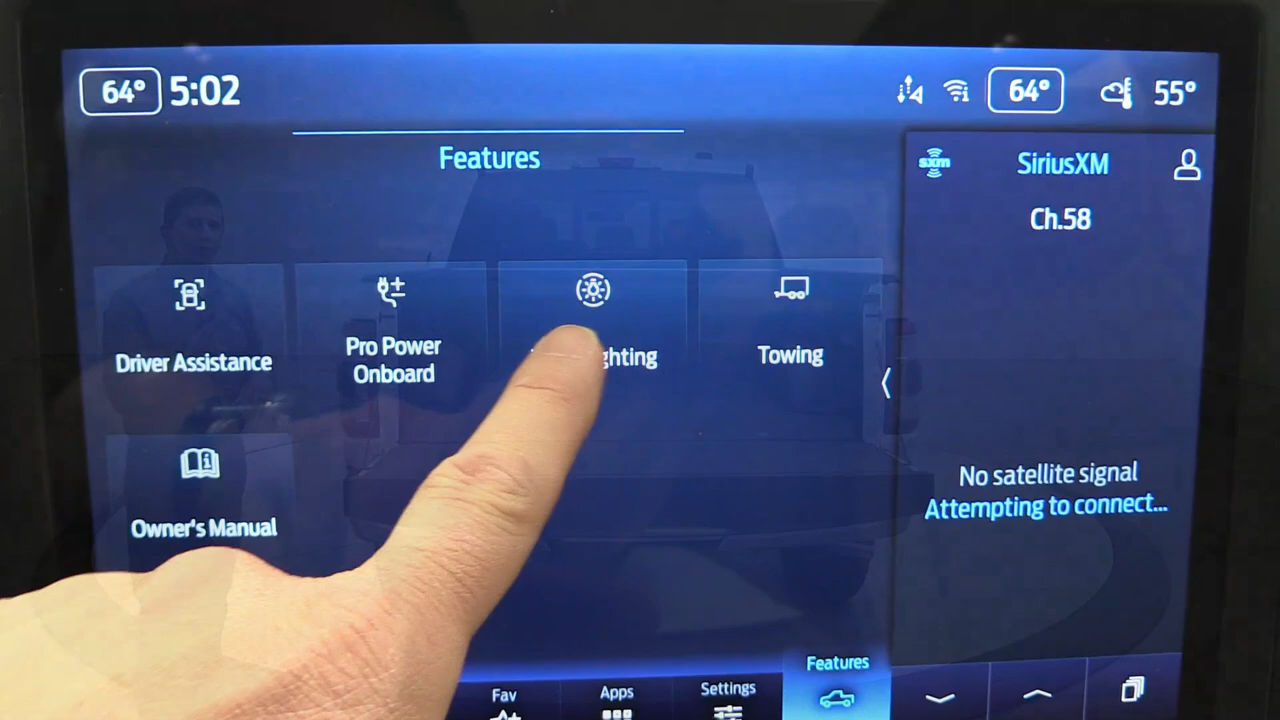 64° 5:02 64° 55°
Features
sxm SiriusXM
Ch.58
Driver Assistance
Pro Power
Onboard
Towing
Owner's Manual
No satellite signal
Attempting to connect...
Fav
Apps
Settings
Features